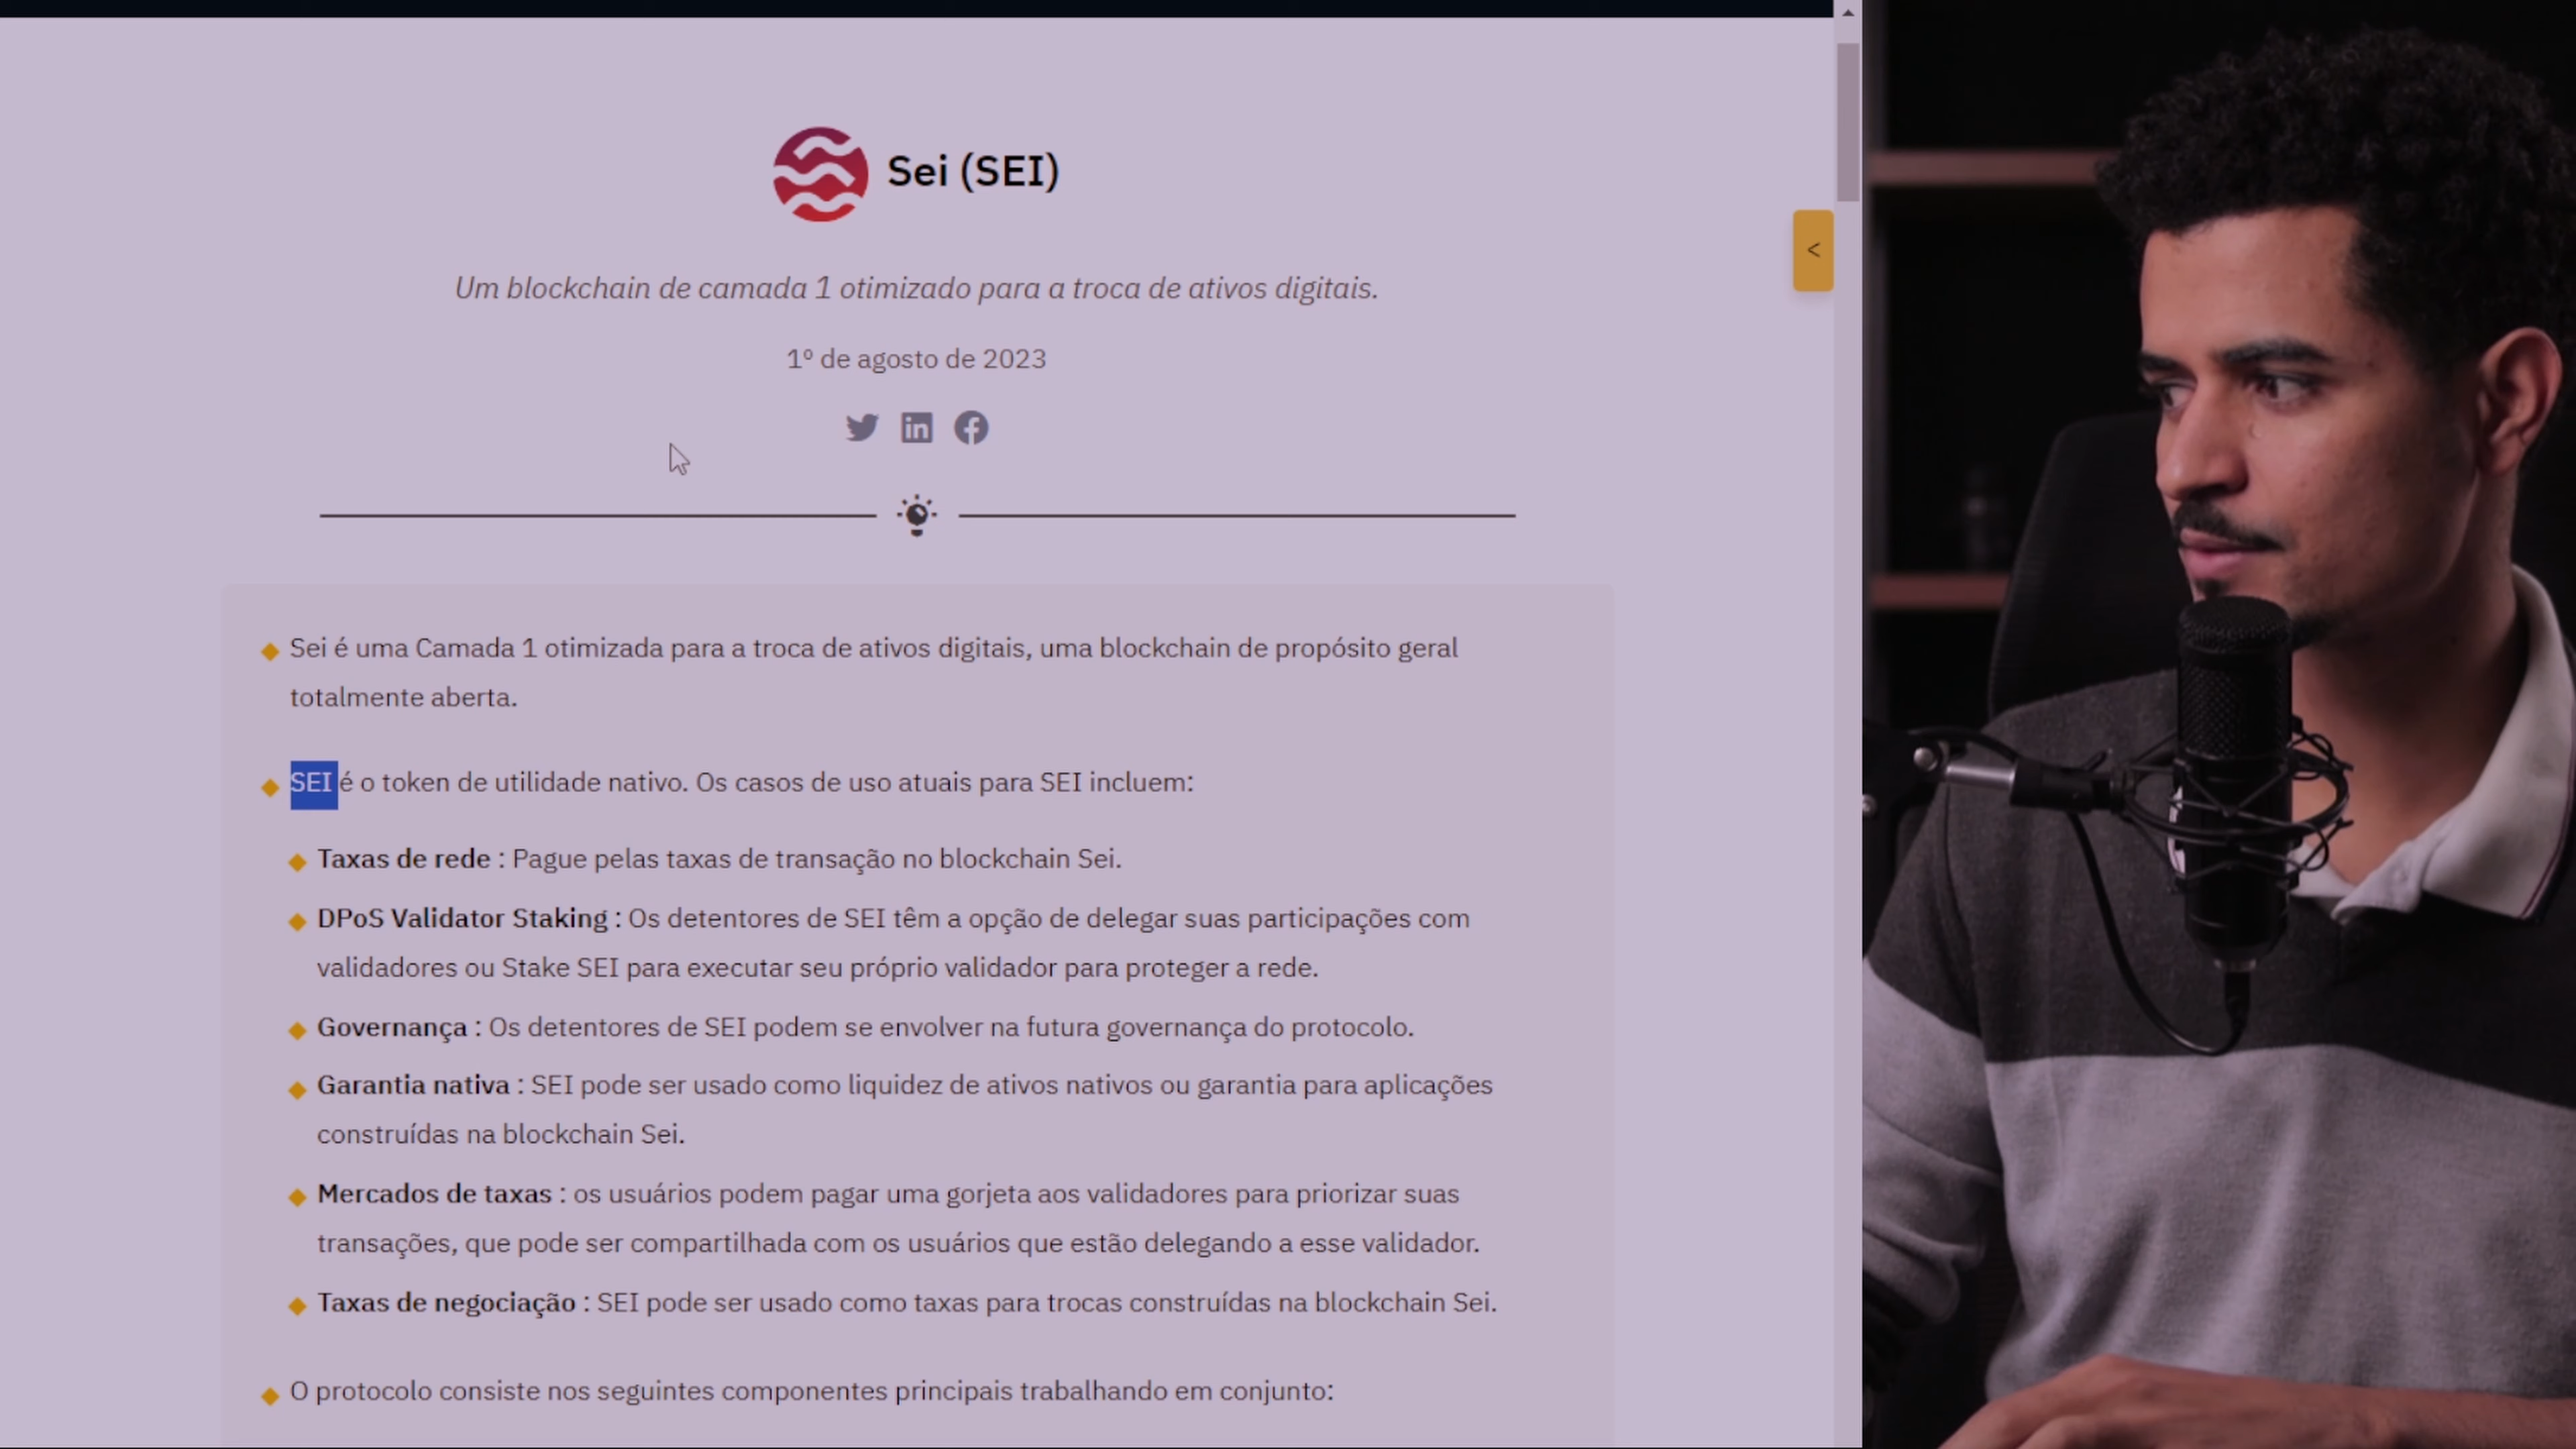 Sei (SEI)
<
Um blockchain de camada 1 otimizado para a troca de ativos digitais.
1º de agosto de 2023
Sei é uma Camada 1 otimizada para a troca de ativos digitais, uma blockchain de propósito geral
totalmente aberta.
SEI é o token de utilidade nativo. Os casos de uso atuais para SEI incluem:
Taxas de rede : Pague pelas taxas de transação no blockchain Sei.
DPoS Validator Staking : Os detentores de SEI têm a opção de delegar suas participações com
validadores ou Stake SEI para executar seu próprio validador para proteger a rede.
Governança : Os detentores de SEI podem se envolver na futura governança do protocolo.
Garantia nativa : SEI pode ser usado como liquidez de ativos nativos ou garantia para aplicações
construídas na blockchain Sei.
Mercados de taxas : os usuários podem pagar uma gorjeta aos validadores para priorizar suas
transações, que pode ser compartilhada com os usuários que estão delegando a esse validador.
Taxas de negociação : SEI pode ser usado como taxas para trocas construídas na blockchain Sei.
O protocolo consiste nos seguintes componentes principais trabalhando em conjunto: